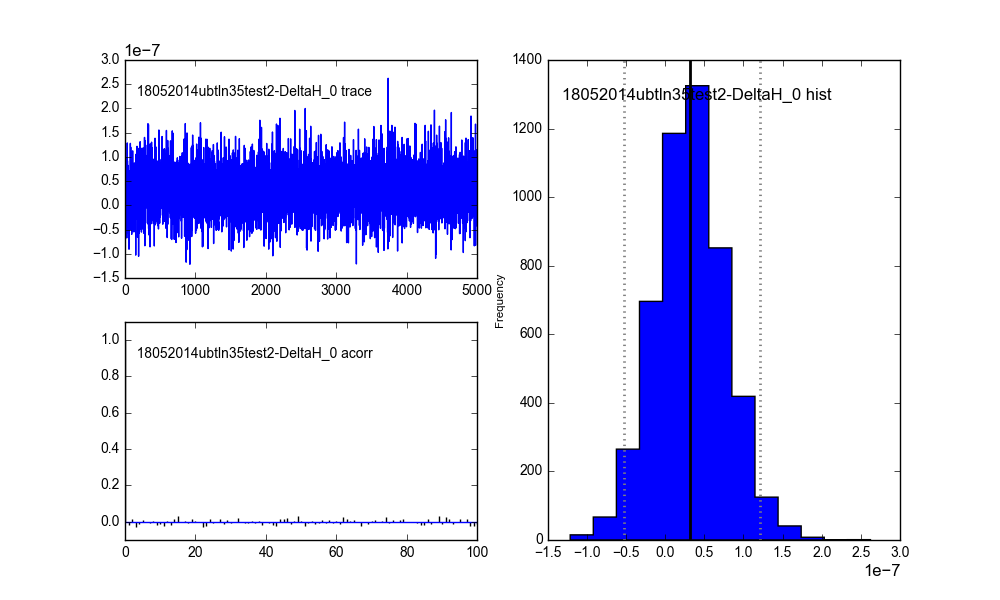 1e−7
3.0
18052014ubtln35test2-DeltaH_0 trace
2.5
2.0
1.5
1.0
0.5
0.0
−0.5
−1.0
−1.5
0 1000 2000 3000 4000 5000
1.0
18052014ubtln35test2-DeltaH_0 acorr
0.8
0.6
0.4
0.2
0.0
0 20 40 60 80 100
1400
18052014ubtln35test2-DeltaH_0 hist
1200
1000
800
Frequency
600
400
200
0
−1.5 −1.0 −0.5 0.0 0.5 1.0 1.5 2.0 2.5 3.0
1e−7